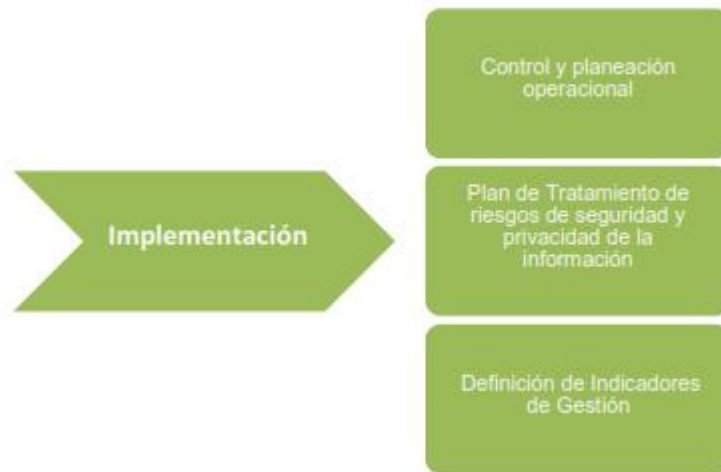 Implementación
Control y planeación
operacional
Plan de Tratamiento de
riesgos de seguridad y
privacidad de la
información
Definición de Indicadores
de Gestión